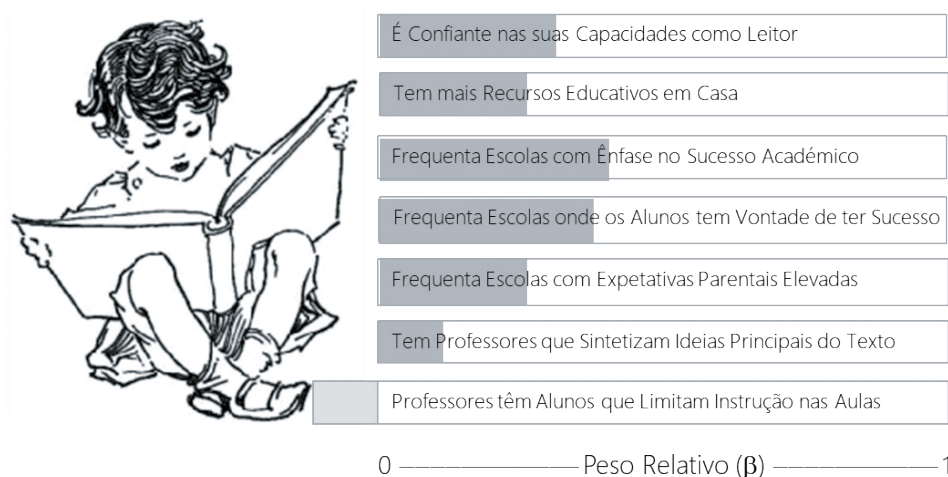 É Confiante nas suas Capacidades como Leitor
Tem mais Recursos Educativos em Casa
Frequenta Escolas com Ênfase no Sucesso Académico
Frequenta Escolas onde os Alunos tem Vontade de ter Sucesso
Frequenta Escolas com Expetativas Parentais Elevadas
Tem Professores que Sintetizam Ideias Principais do Texto
Professores têm Alunos que Limitam Instrução nas Aulas
0 Peso Relativo (β) 1